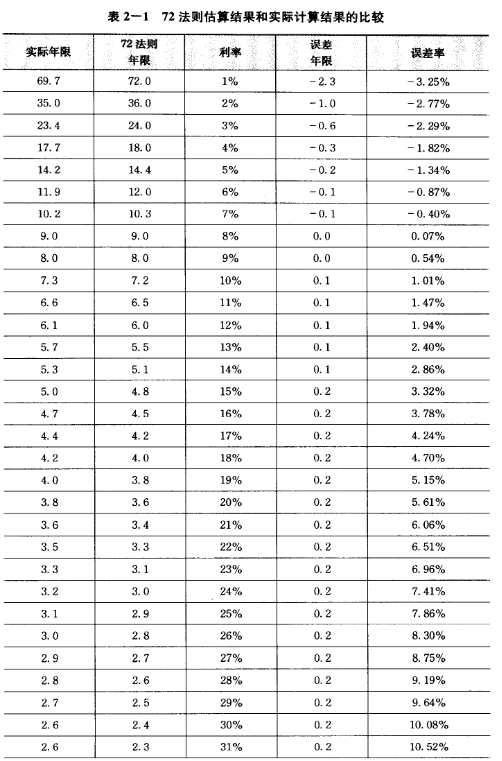 表 2—1 72 法则估算结果和实际计算结果的比较
实际年限 72 法则年限 利率 误差年限 误差率
69.7 72.0 1% －2.3 －3.25%
35.0 36.0 2% －1.0 －2.77%
23.4 24.0 3% －0.6 －2.29%
17.7 18.0 4% －0.3 －1.82%
14.2 14.4 5% －0.2 －1.34%
11.9 12.0 6% －0.1 －0.87%
10.2 10.3 7% －0.1 －0.40%
9.0 9.0 8% 0.0 0.07%
8.0 8.0 9% 0.0 0.54%
7.3 7.2 10% 0.1 1.01%
6.6 6.5 11% 0.1 1.47%
6.1 6.0 12% 0.1 1.94%
5.7 5.5 13% 0.1 2.40%
5.3 5.1 14% 0.1 2.86%
5.0 4.8 15% 0.2 3.32%
4.7 4.5 16% 0.2 3.78%
4.4 4.2 17% 0.2 4.24%
4.2 4.0 18% 0.2 4.70%
4.0 3.8 19% 0.2 5.15%
3.8 3.6 20% 0.2 5.61%
3.6 3.4 21% 0.2 6.06%
3.5 3.3 22% 0.2 6.51%
3.3 3.1 23% 0.2 6.96%
3.2 3.0 24% 0.2 7.41%
3.1 2.9 25% 0.2 7.86%
3.0 2.8 26% 0.2 8.30%
2.9 2.7 27% 0.2 8.75%
2.8 2.6 28% 0.2 9.19%
2.7 2.5 29% 0.2 9.64%
2.6 2.4 30% 0.2 10.08%
2.6 2.3 31% 0.2 10.52%